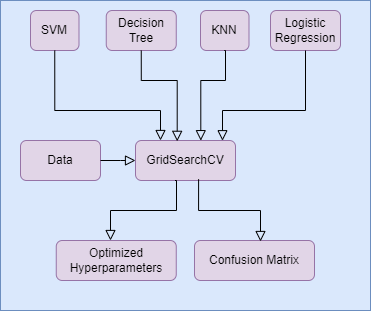 SVM
Decision
Tree
KNN
Logistic
Regression
Data
GridSearchCV
Optimized
Hyperparameters
Confusion Matrix